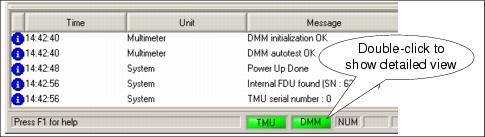 Time Unit Message
14:42:40 Multimeter DMM initialization OK
14:42:40 Multimeter DMM autotest OK
14:42:48 System Power Up Done
14:42:56 System Internal FDU found (SN : 6
14:42:56 System TMU serial number : 0
Double-click to
show detailed view
Press F1 for help TMU DMM NUM